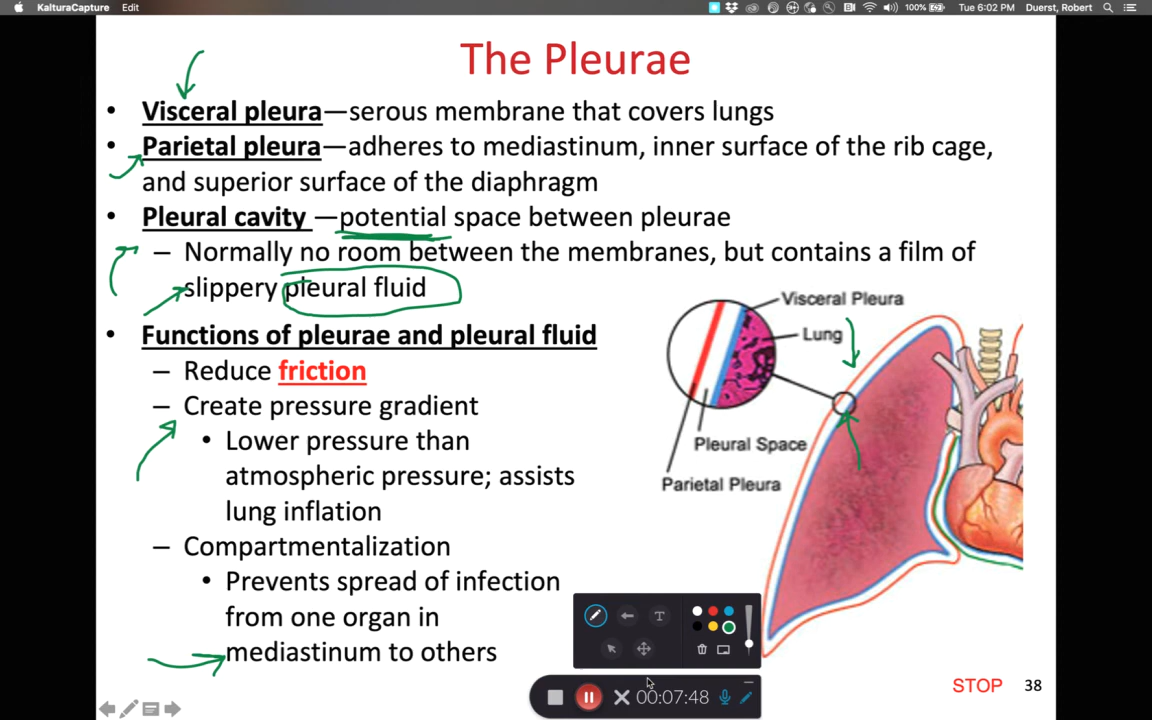 KalturaCapture Edit
100% Tue 6:02 PM Duerst, Robert
The Pleurae
• Visceral pleura—serous membrane that covers lungs
• Parietal pleura—adheres to mediastinum, inner surface of the rib cage,
and superior surface of the diaphragm
• Pleural cavity —potential space between pleurae
– Normally no room between the membranes, but contains a film of
slippery pleural fluid
• Functions of pleurae and pleural fluid
– Reduce friction
– Create pressure gradient
• Lower pressure than
atmospheric pressure; assists
lung inflation
– Compartmentalization
• Prevents spread of infection
from one organ in
mediastinum to others
Visceral Pleura
Lung
Pleural Space
Parietal Pleura
T
00:07:48
STOP 38